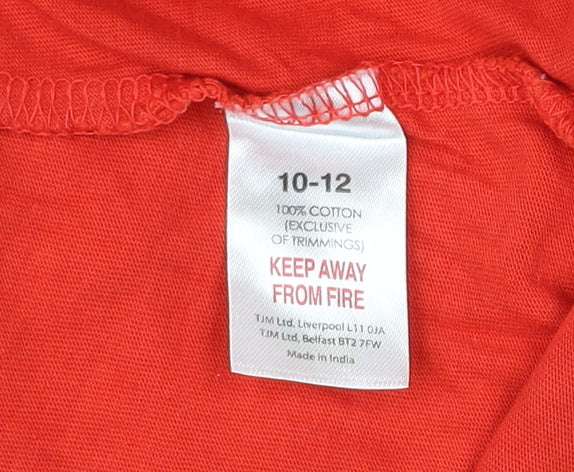 10-12
100% COTTON
(EXCLUSIVE
OF TRIMMINGS)
KEEP AWAY
FROM FIRE
TJM Ltd, Liverpool L11 0JA
TJM Ltd, Belfast BT2 7FW
Made in India